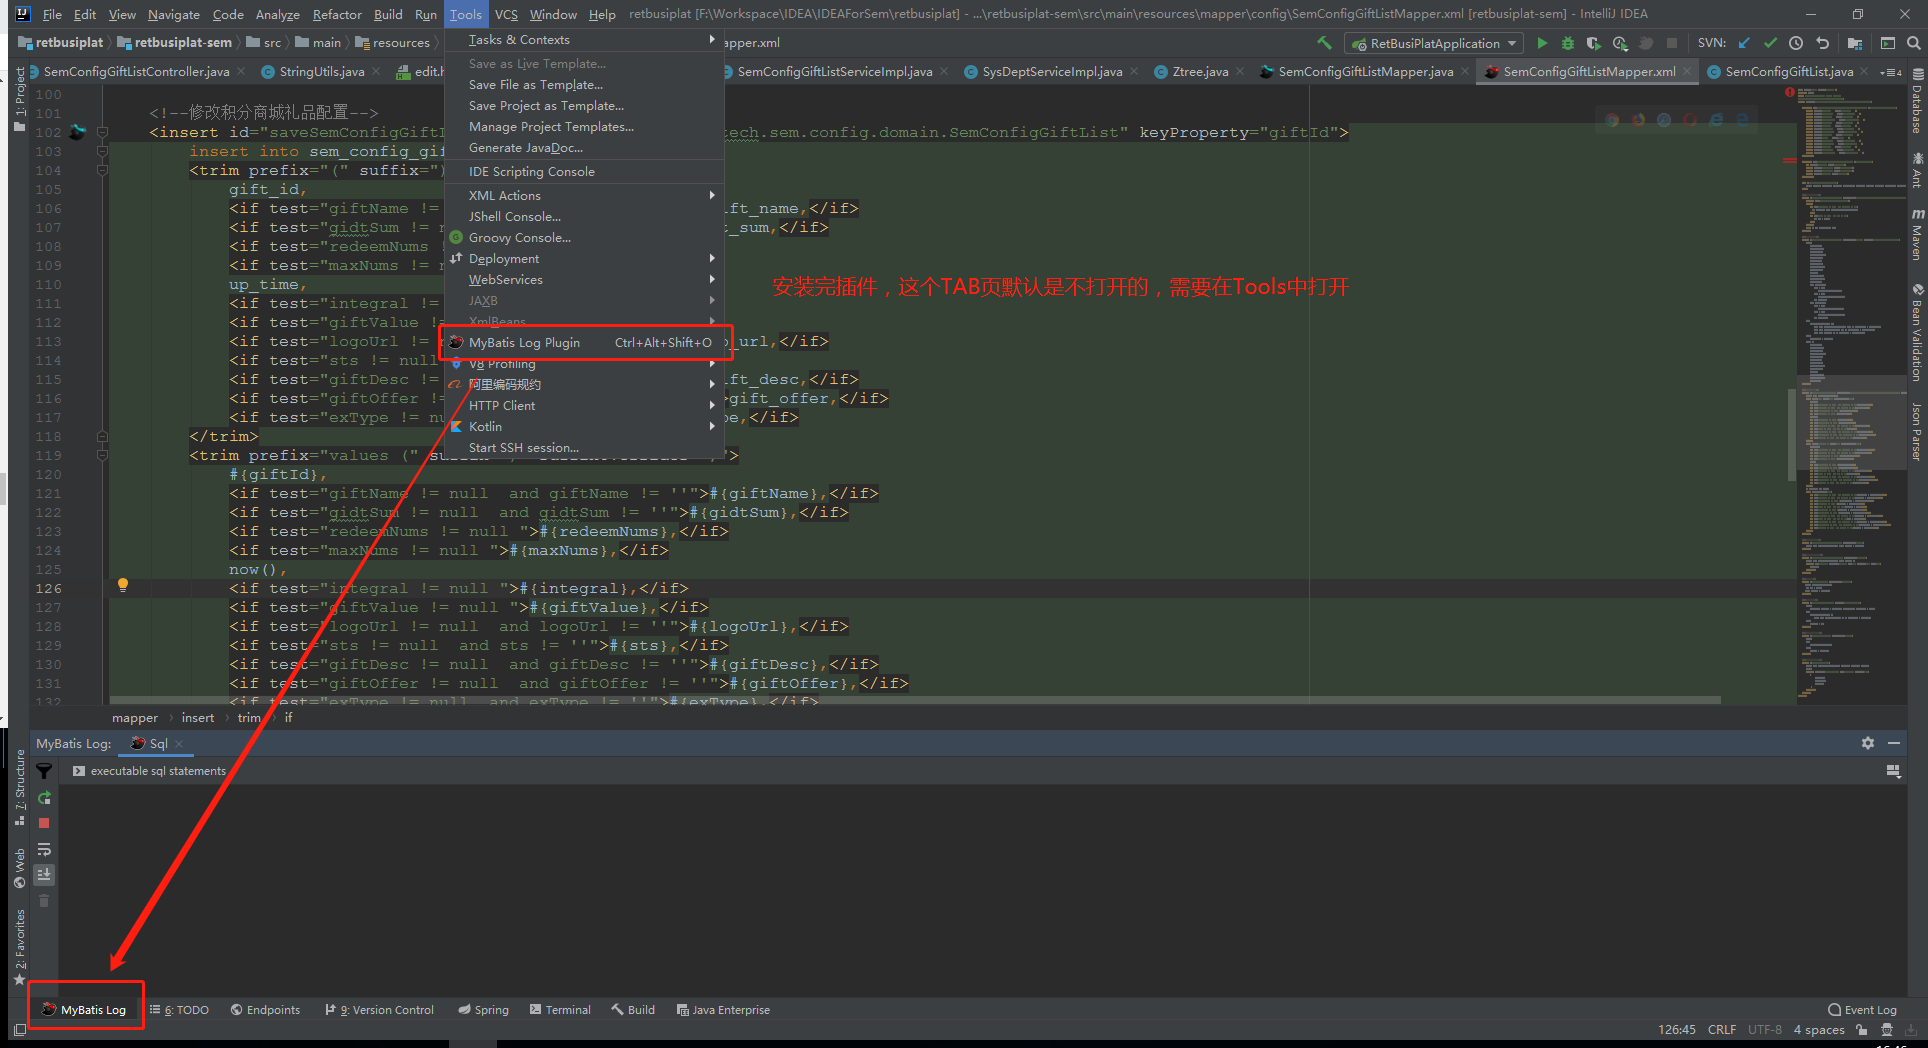 File Edit View Navigate Code Analyze Refactor Build Run Tools VCS Window Help retbusiplat [F:\Workspace\IDEA\IDEAForSem\retbusiplat] - ...\retbusiplat-sem\src\main\resources\mapper\config\SemConfigGiftListMapper.xml [retbusiplat-sem] - IntelliJ IDEA
retbusiplat retbusiplat-sem src main resources apper.xml RetBusiPlatApplication SVN:
SemConfigGiftListController.java StringUtils.java edit.h SemConfigGiftListServiceImpl.java SysDeptServiceImpl.java Ztree.java SemConfigGiftListMapper.java SemConfigGiftListMapper.xml SemConfigGiftList.java 4
Tasks & Contexts
Save as Live Template...
Save File as Template...
Save Project as Template...
Manage Project Templates...
Generate JavaDoc...
IDE Scripting Console
XML Actions
JShell Console...
Groovy Console...
Deployment
WebServices
JAXB
XmlBeans
MyBatis Log Plugin Ctrl+Alt+Shift+O
V8 Profiling
阿里编码规约
HTTP Client
Kotlin
Start SSH session...
安装完插件，这个TAB页默认是不打开的，需要在Tools中打开
100
101 <!--修改积分商城礼品配置-->
102 <insert id="saveSemConfigGiftL tech.sem.config.domain.SemConfigGiftList" keyProperty="giftId">
103 insert into sem_config_gif
104 <trim prefix="(" suffix=")
105 gift_id,
106 <if test="giftName != ift_name,</if>
107 <if test="gidtSum != n t_sum,</if>
108 <if test="redeemNums !
109 <if test="maxNums != n
110 up_time,
111 <if test="integral !=
112 <if test="giftValue !=
113 <if test="logoUrl != n o_url,</if>
114 <if test="sts != null
115 <if test="giftDesc != ift_desc,</if>
116 <if test="giftOffer != >gift_offer,</if>
117 <if test="exType != nu e,</if>
118 </trim>
119 <trim prefix="values (" ">
120 #{giftId},
121 <if test="giftName != null  and giftName != ''">#{giftName},</if>
122 <if test="gidtSum != null  and gidtSum != ''">#{gidtSum},</if>
123 <if test="redeemNums != null ">#{redeemNums},</if>
124 <if test="maxNums != null ">#{maxNums},</if>
125 now(),
126 <if test="integral != null ">#{integral},</if>
127 <if test="giftValue != null ">#{giftValue},</if>
128 <if test="logoUrl != null  and logoUrl != ''">#{logoUrl},</if>
129 <if test="sts != null  and sts != ''">#{sts},</if>
130 <if test="giftDesc != null  and giftDesc != ''">#{giftDesc},</if>
131 <if test="giftOffer != null  and giftOffer != ''">#{giftOffer},</if>
132 <if test="exType != null  and exType != ''">#{exType},</if>
mapper insert trim if
MyBatis Log: Sql
executable sql statements
1: Project
7: Structure
Web
2: Favorites
Database
Ant
Maven
Bean Validation
Json Parser
MyBatis Log 6: TODO Endpoints 9: Version Control Spring Terminal Build Java Enterprise Event Log
126:45 CRLF UTF-8 4 spaces